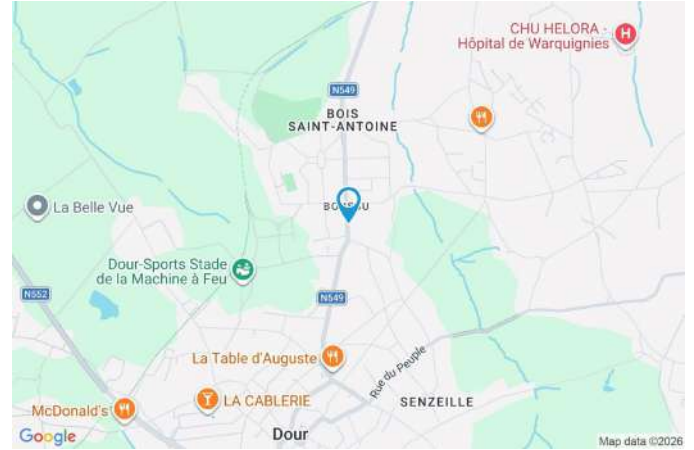 CHU HELORA -
Hôpital de Warquignies
N549
BOIS
SAINT-ANTOINE
La Belle Vue
Dour-Sports Stade
de la Machine à Feu
N552
N549
La Table d'Auguste
Rue du Peuple
LA CABLERIE
SENZEILLE
McDonald's
Dour
Google
Map data ©2026